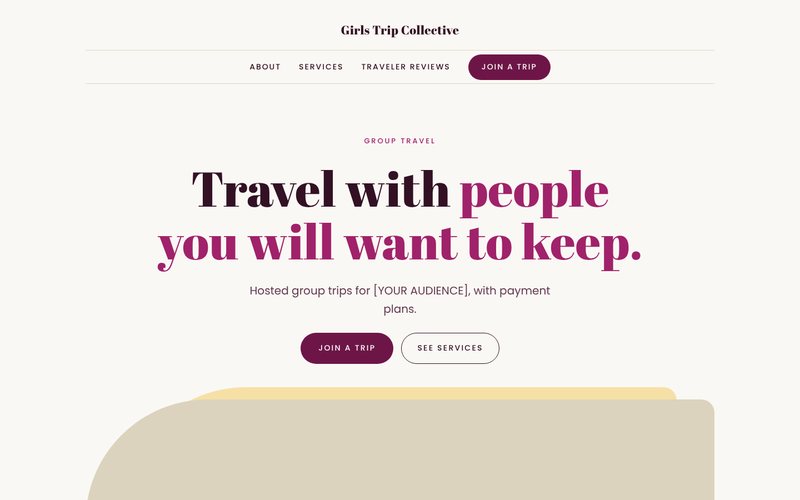 Girls Trip Collective
ABOUT SERVICES TRAVELER REVIEWS JOIN A TRIP
GROUP TRAVEL
Travel with people
you will want to keep.
Hosted group trips for [YOUR AUDIENCE], with payment
plans.
JOIN A TRIP SEE SERVICES